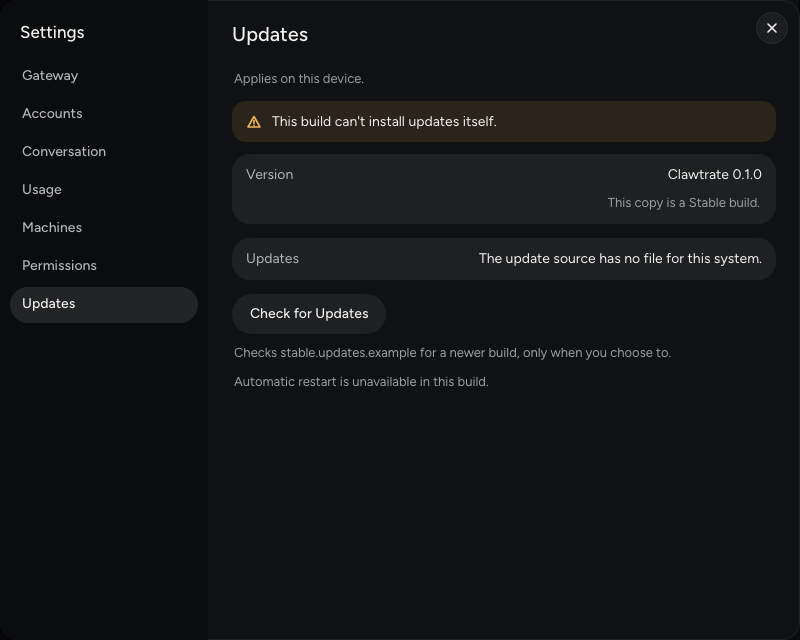 Settings
Gateway
Accounts
Conversation
Usage
Machines
Permissions
Updates
Updates
Applies on this device.
This build can't install updates itself.
Version
Clawtrate 0.1.0
This copy is a Stable build.
Updates
The update source has no file for this system.
Check for Updates
Checks stable.updates.example for a newer build, only when you choose to.
Automatic restart is unavailable in this build.